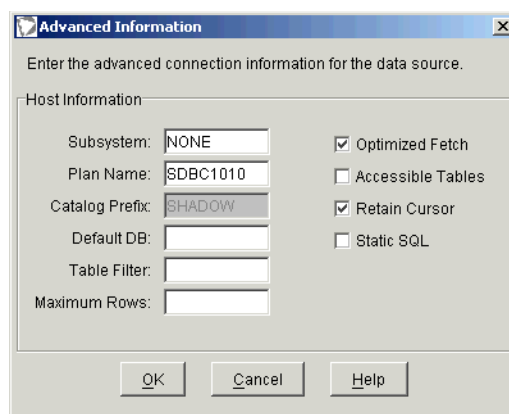 Advanced Information
Enter the advanced connection information for the data source.
Host Information
Subsystem: NONE
Plan Name: SDBC1010
Catalog Prefix: SHADOW
Default DB:
Table Filter:
Maximum Rows:
Optimized Fetch
Accessible Tables
Retain Cursor
Static SQL
OK Cancel Help